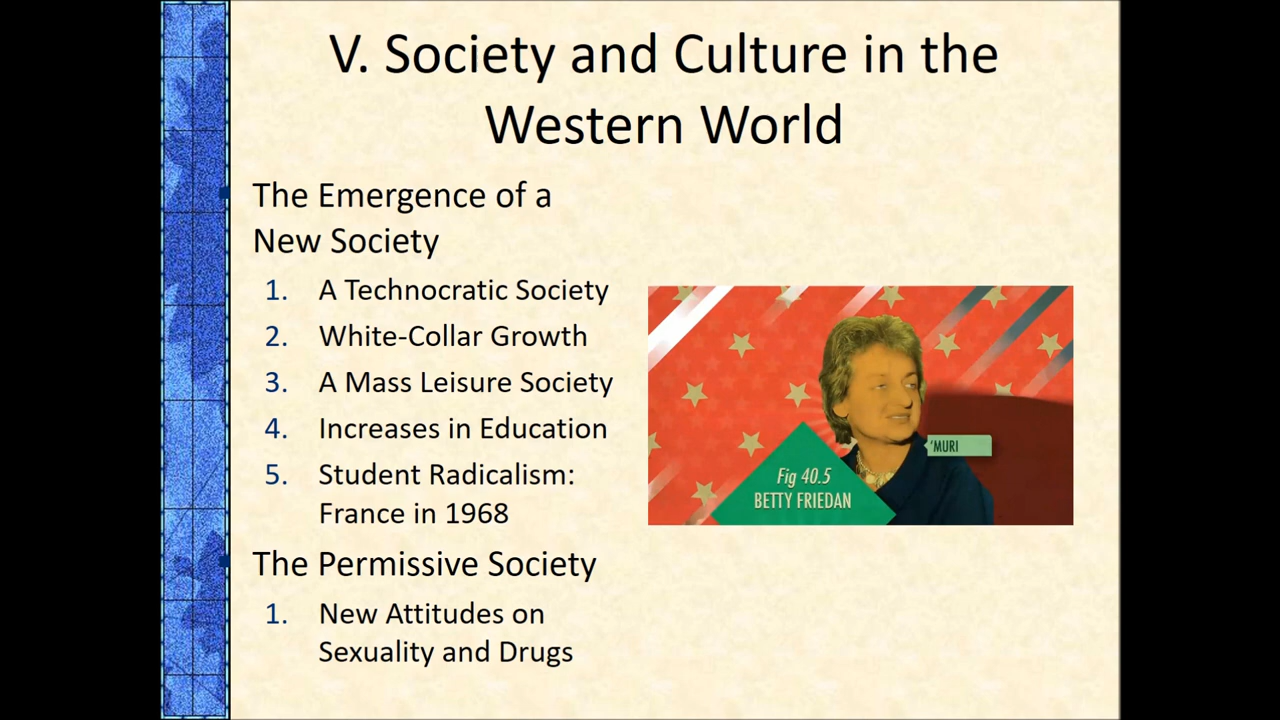 V. Society and Culture in the
Western World
The Emergence of a
New Society
1. A Technocratic Society
2. White-Collar Growth
3. A Mass Leisure Society
4. Increases in Education
5. Student Radicalism:
France in 1968
The Permissive Society
1. New Attitudes on
Sexuality and Drugs
'MURI
Fig 40.5
BETTY FRIEDAN